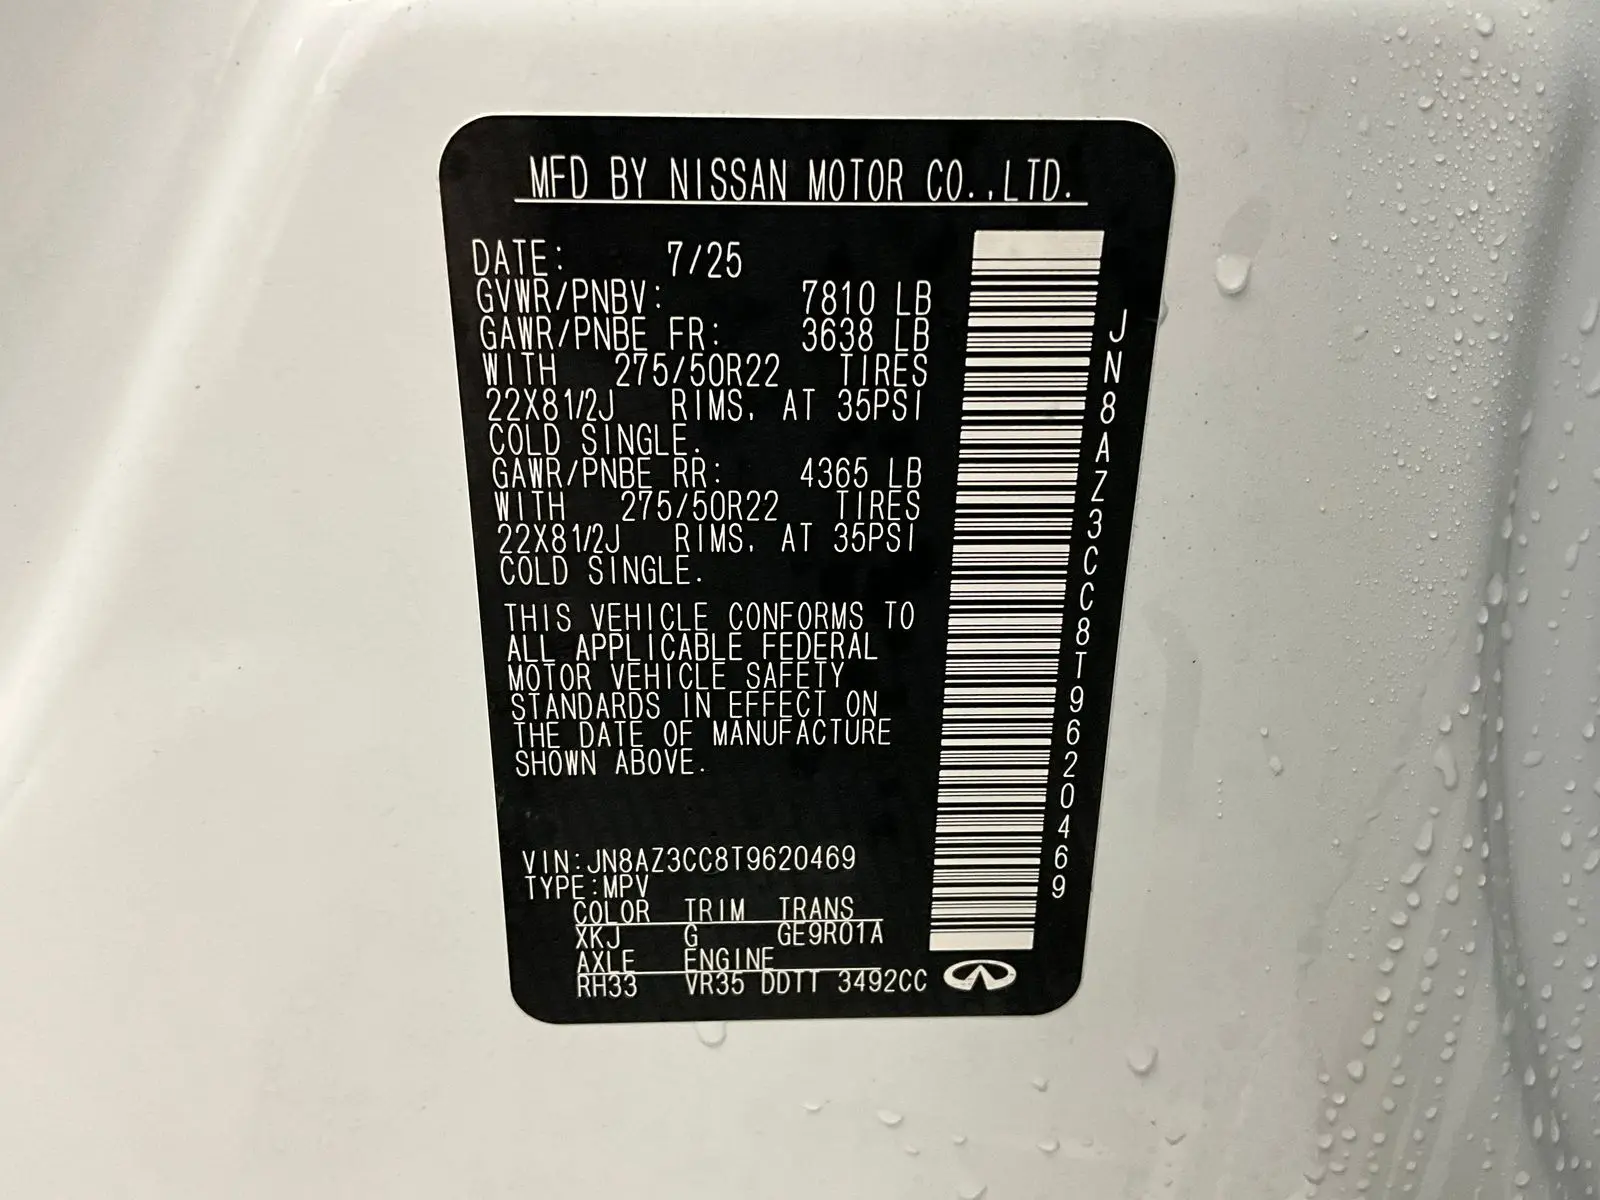 MFD BY NISSAN MOTOR CO.,LTD.
DATE: 7/25
GVWR/PNBV: 7810 LB
GAWR/PNBE FR: 3638 LB
WITH 275/50R22 TIRES
22X81/2J RIMS, AT 35PSI
COLD SINGLE.
GAWR/PNBE RR: 4365 LB
WITH 275/50R22 TIRES
22X81/2J RIMS, AT 35PSI
COLD SINGLE.
THIS VEHICLE CONFORMS TO
ALL APPLICABLE FEDERAL
MOTOR VEHICLE SAFETY
STANDARDS IN EFFECT ON
THE DATE OF MANUFACTURE
SHOWN ABOVE.
VIN:JN8AZ3CC8T9620469
TYPE:MPV
COLOR TRIM TRANS
XKJ G GE9R01A
AXLE ENGINE
RH33 VR35 DDTT 3492CC
JN8AZ3CC8T9620469